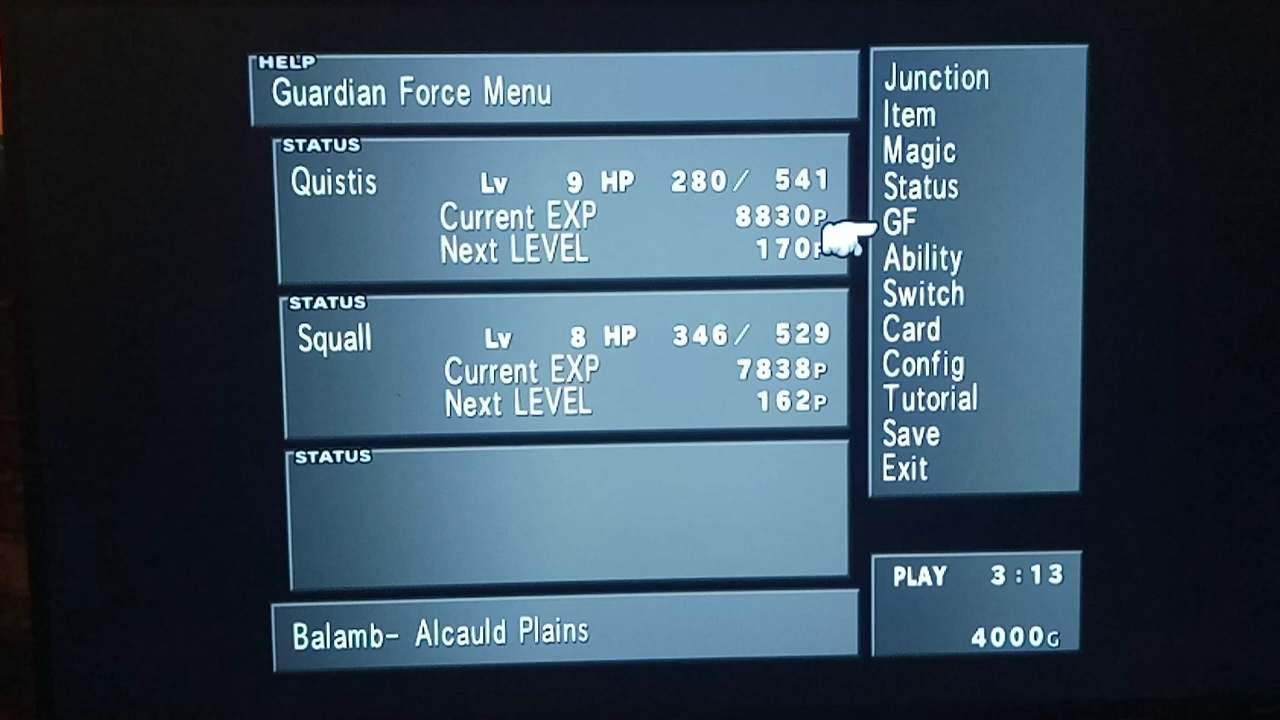 HELP
Guardian Force Menu
STATUS
Quistis Lv 9 HP 280/ 541
Current EXP 8830P
Next LEVEL 170P
STATUS
Squall Lv 8 HP 346/ 529
Current EXP 7838P
Next LEVEL 162P
STATUS
Balamb- Alcauld Plains
Junction
Item
Magic
Status
GF
Ability
Switch
Card
Config
Tutorial
Save
Exit
PLAY 3:13
4000G